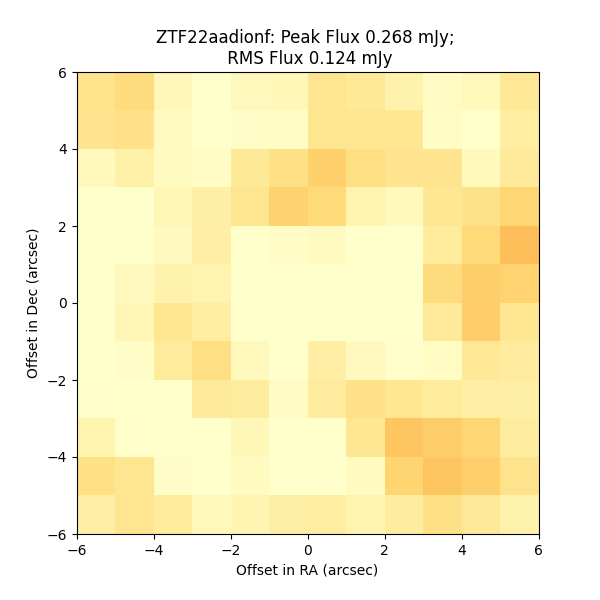 ZTF22aadionf: Peak Flux 0.268 mJy;
RMS Flux 0.124 mJy
6
4
2
0
−2
−4
−6
Offset in Dec (arcsec)
−6 −4 −2 0 2 4 6
Offset in RA (arcsec)